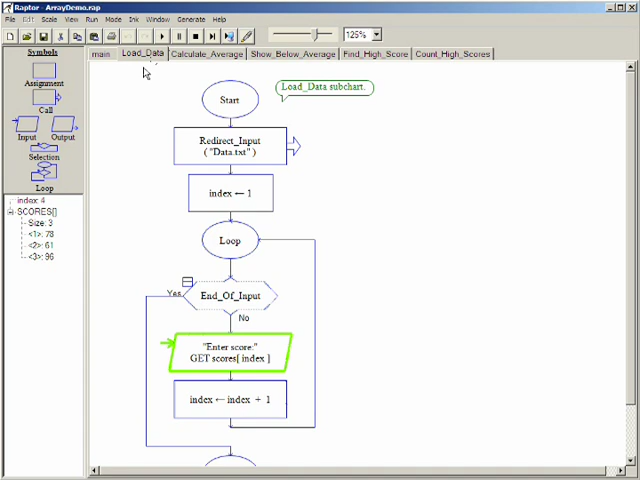 Raptor - ArrayDemo.rap
File Edit Scale View Run Mode Ink Window Generate Help
125%
main Load_Data Calculate_Average Show_Below_Average Find_High_Score Count_High_Scores
Symbols
Assignment
Call
Input Output
Selection
Loop
index: 4
SCORES[]
Size: 3
<1>: 78
<2>: 61
<3>: 96
Start
Load_Data subchart.
Redirect_Input
( "Data.txt" )
index ← 1
Loop
End_Of_Input
Yes
No
"Enter score:"
GET scores[ index ]
index ← index + 1